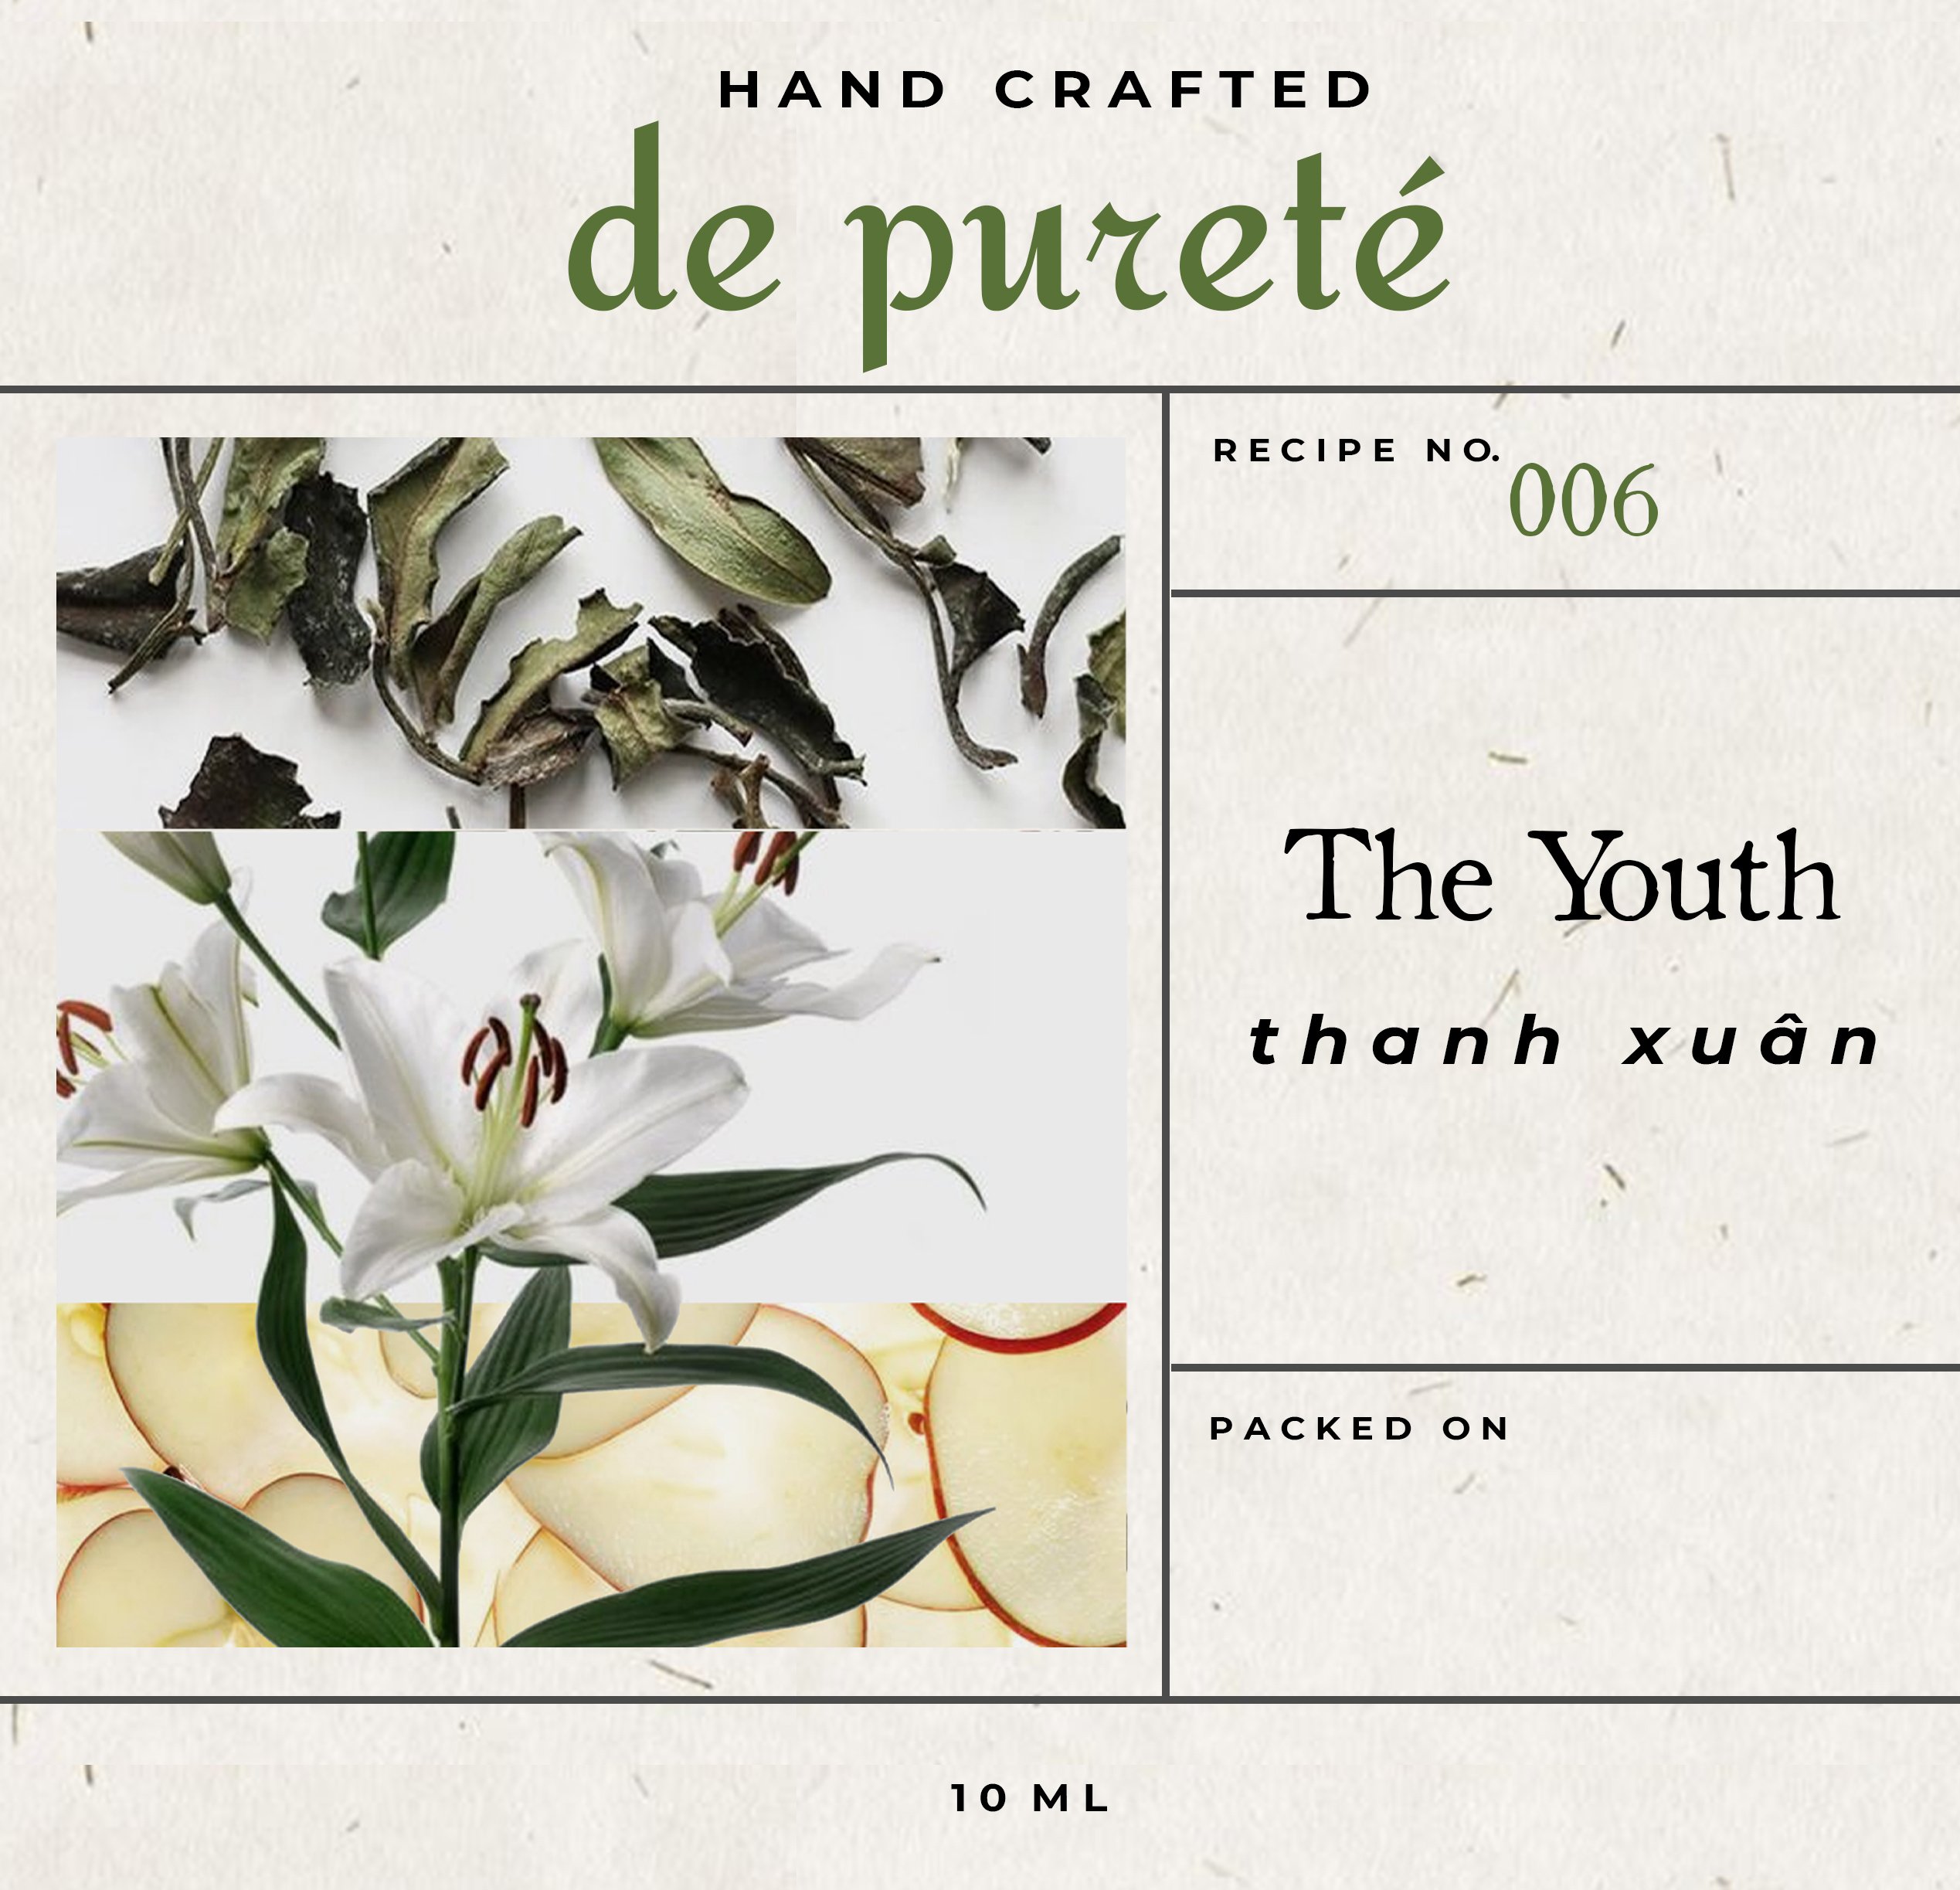 HAND CRAFTED
de pureté
RECIPE NO.
006
The Youth
thanh xuân
PACKED ON
10 ML